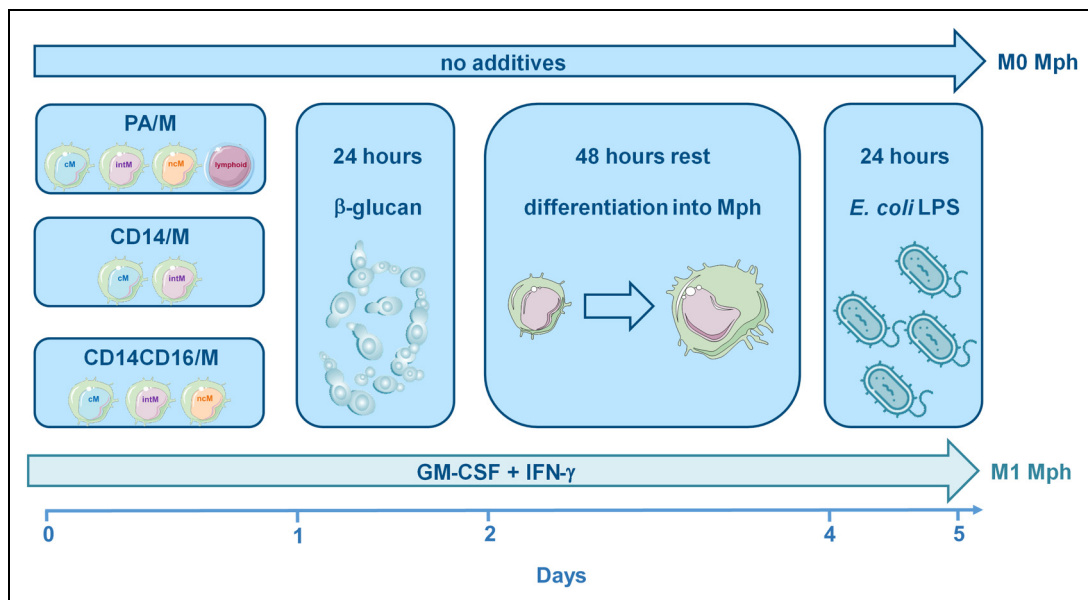 no additives
M0 Mph
PA/M
cM
intM
ncM
lymphoid
CD14/M
cM
intM
CD14CD16/M
cM
intM
ncM
24 hours
β-glucan
48 hours rest
differentiation into Mph
24 hours
E. coli LPS
GM-CSF + IFN-γ
M1 Mph
0
1
2
4
5
Days